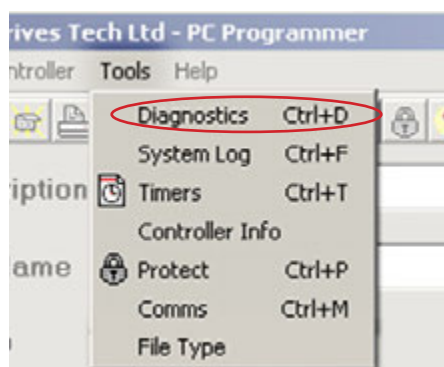 rives Tech Ltd - PC Programmer
ntroller Tools Help
Diagnostics Ctrl+D
System Log Ctrl+F
iption Timers Ctrl+T
Controller Info
ame Protect Ctrl+P
Comms Ctrl+M
File Type